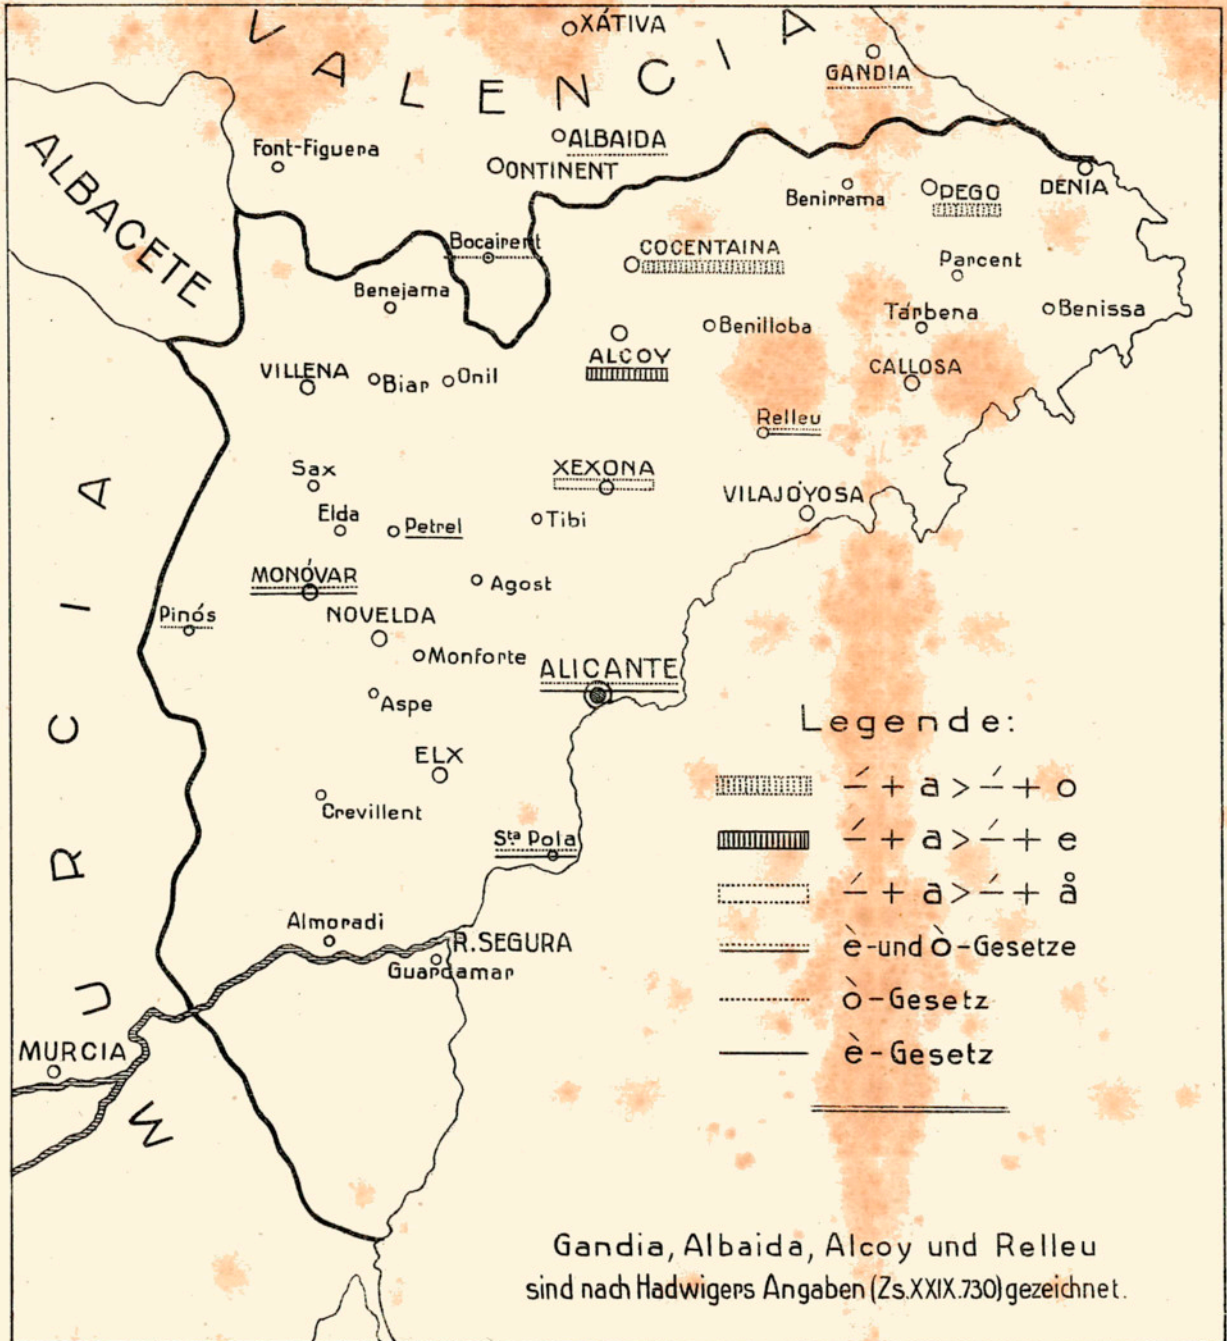 VALENCIA
XÁTIVA
GANDIA
ALBAIDA
ONTINENT
Font-Figuera
ALBACETE
Benirrama
PEGO
DENIA
Bocairent
COCENTAINA
Parcent
Benejama
Benilloba
Tárbena
Benissa
ALCOY
VILLENA
Biar
Onil
CALLOSA
Relleu
Sax
XEXONA
VILAJOYOSA
Elda
Petrel
Tibi
MONÓVAR
Agost
Pinós
NOVELDA
Monforte
ALICANTE
Aspe
ELX
Crevillent
Sta Pola
Almoradi
R.SEGURA
Guardamar
MURCIA
MURCIA
Legende:
–́ + a > –́ + o
–́ + a > –́ + e
–́ + a > –́ + å
è-und ò-Gesetze
ò-Gesetz
è-Gesetz
Gandia, Albaida, Alcoy und Relleu
sind nach Hadwigers Angaben (Zs.XXIX.730) gezeichnet.